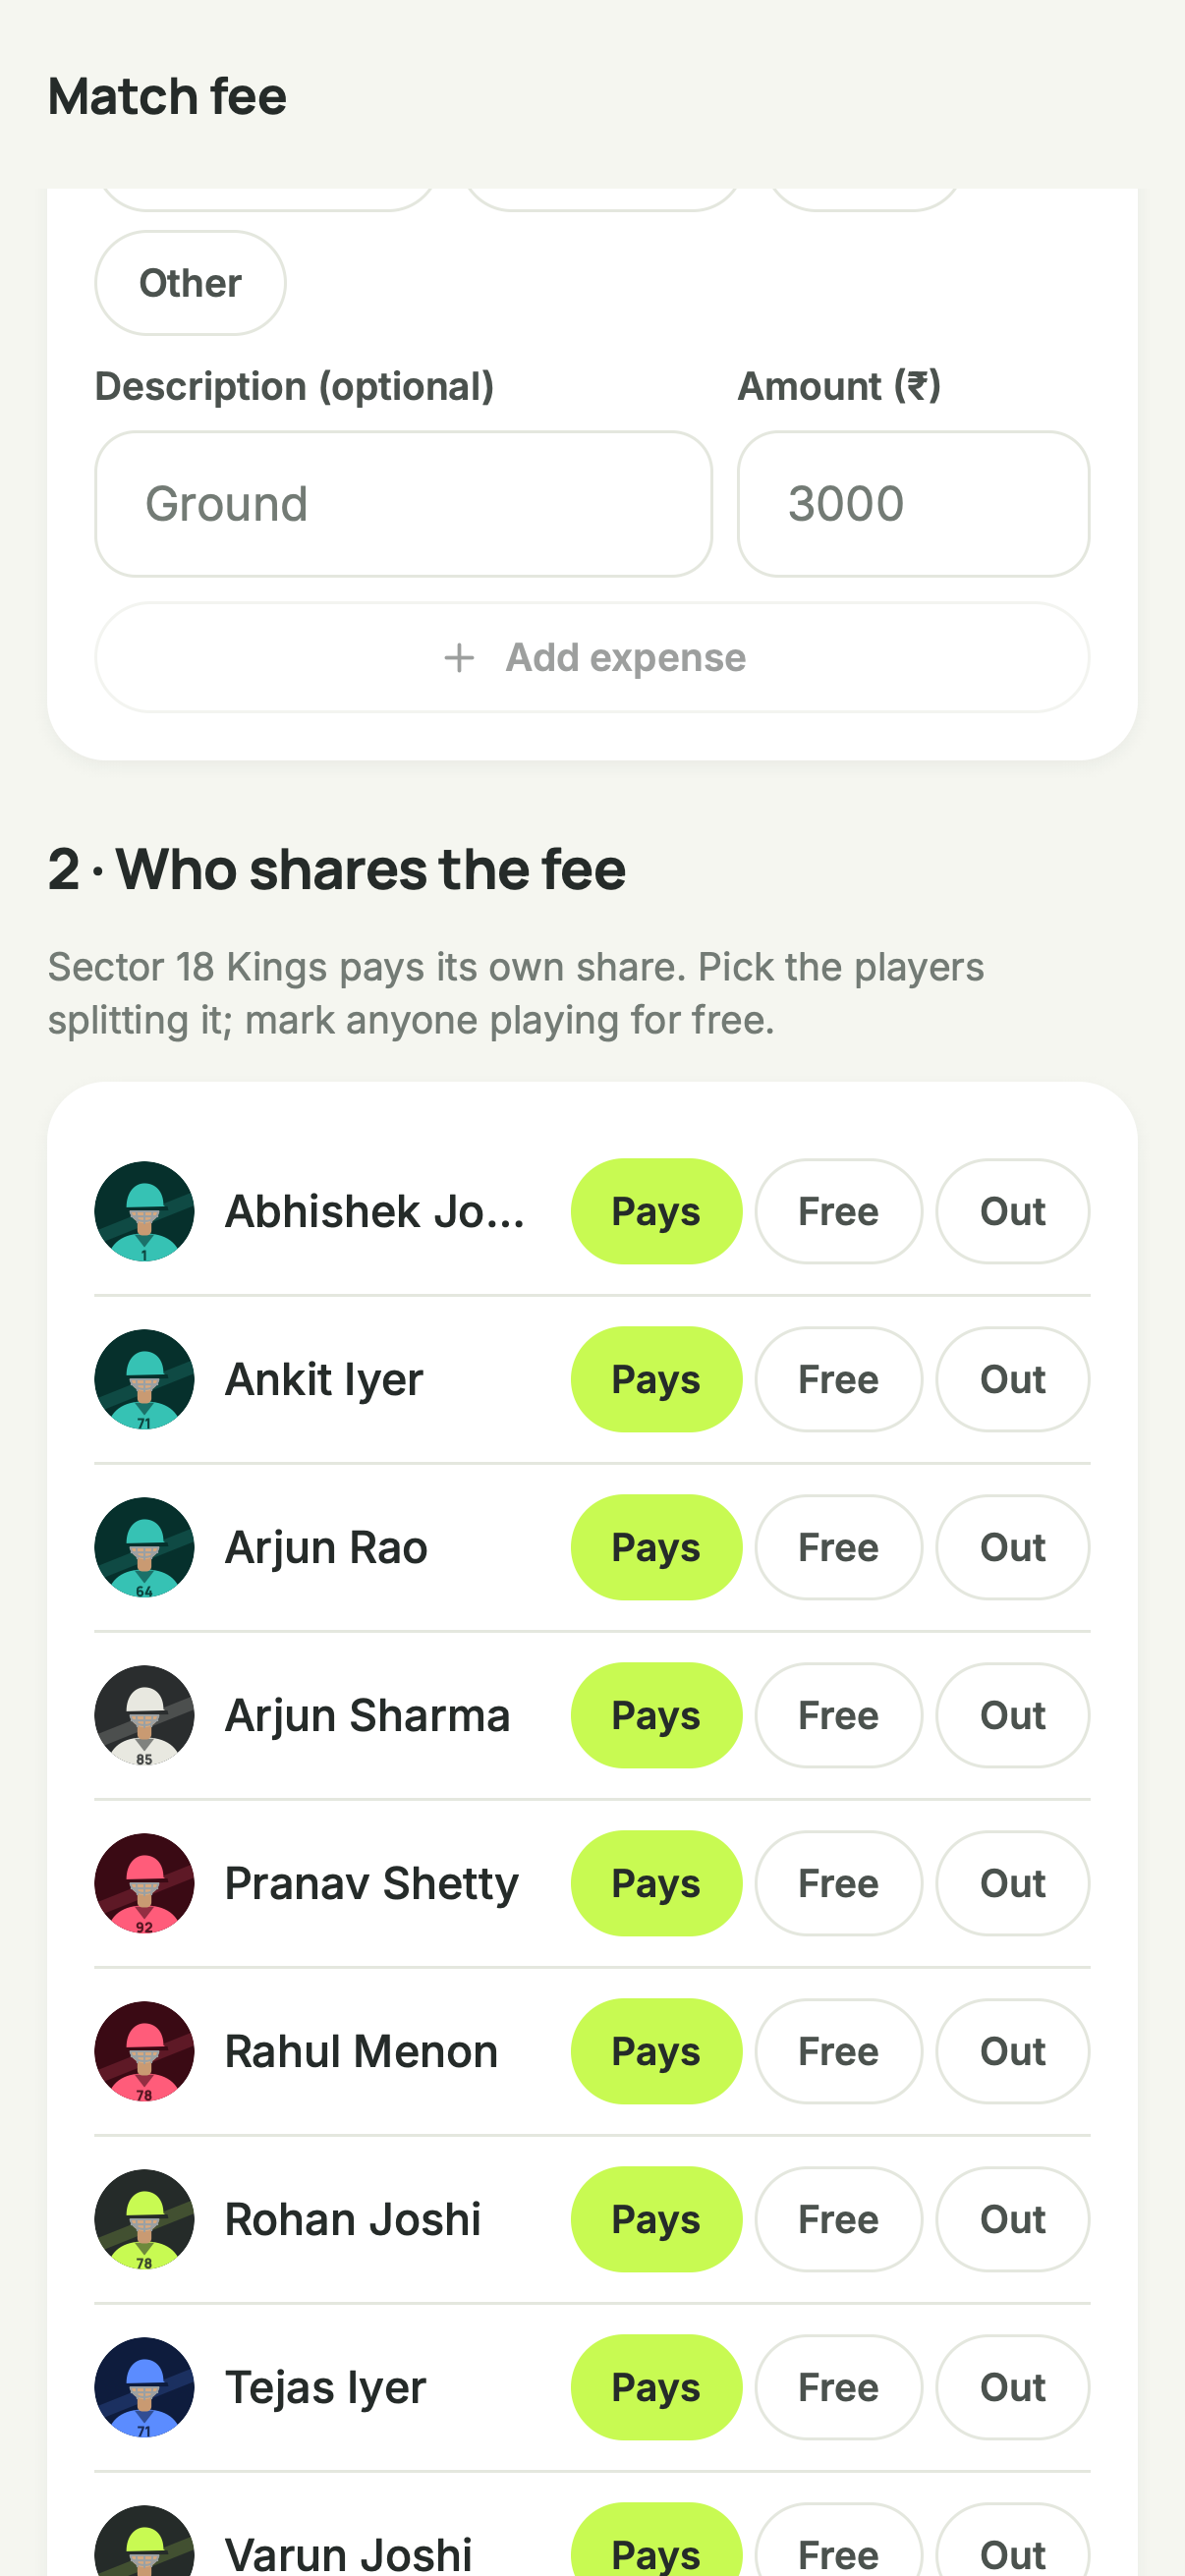 Match fee
Other
Description (optional)
Amount (₹)
Ground
3000
+ Add expense
2 · Who shares the fee
Sector 18 Kings pays its own share. Pick the players
splitting it; mark anyone playing for free.
1
Abhishek Jo... Pays Free Out
71
Ankit Iyer Pays Free Out
64
Arjun Rao Pays Free Out
85
Arjun Sharma Pays Free Out
92
Pranav Shetty Pays Free Out
78
Rahul Menon Pays Free Out
78
Rohan Joshi Pays Free Out
71
Tejas Iyer Pays Free Out
Varun Joshi Pays Free Out